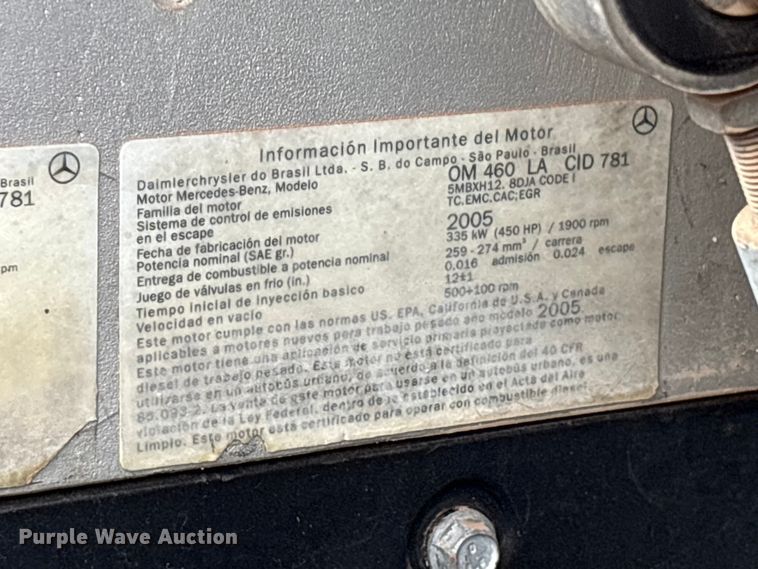 Brasil
781
pm
Información Importante del Motor
Daimlerchrysler do Brasil Ltda. - S. B. do Campo - São Paulo - Brasil
Motor Mercedes-Benz, Modelo OM 460 LA CID 781
Familia del motor 5MBXH12. 8DJA CODE I
Sistema de control de emisiones TC,EMC,CAC;EGR
en el escape
Fecha de fabricación del motor 2005
Potencia nominal (SAE gr.) 335 kW (450 HP) / 1900 rpm
Entrega de combustible a potencia nominal 259 - 274 mm³ / carrera
Juego de válvulas en frio (in.) 0.016 admisión 0.024 escape
Tiempo Inicial de Inyección basico 12±1
Velocidad en vacío 500+100 rpm
Este motor cumple con las normas US. EPA, California de U.S.A. y Canada
aplicables a motores nuevos para trabajo pesado año modelo 2005.
Este motor tiene una aplicación de servicio primaria proyectada como motor
diesel de trabajo pesado. Este motor no está certificado para
utilizarse en un autobús urbano, de acuerdo a la definición del 40 CFR
86.093-2. La venta de este motor para usarse en un autobús urbano, es una
violación de la Ley Federal, dentro de lo establecido en el Acta del Aire
Limpio. Este motor está certificado para operar con combustible diesel.
Purple Wave Auction